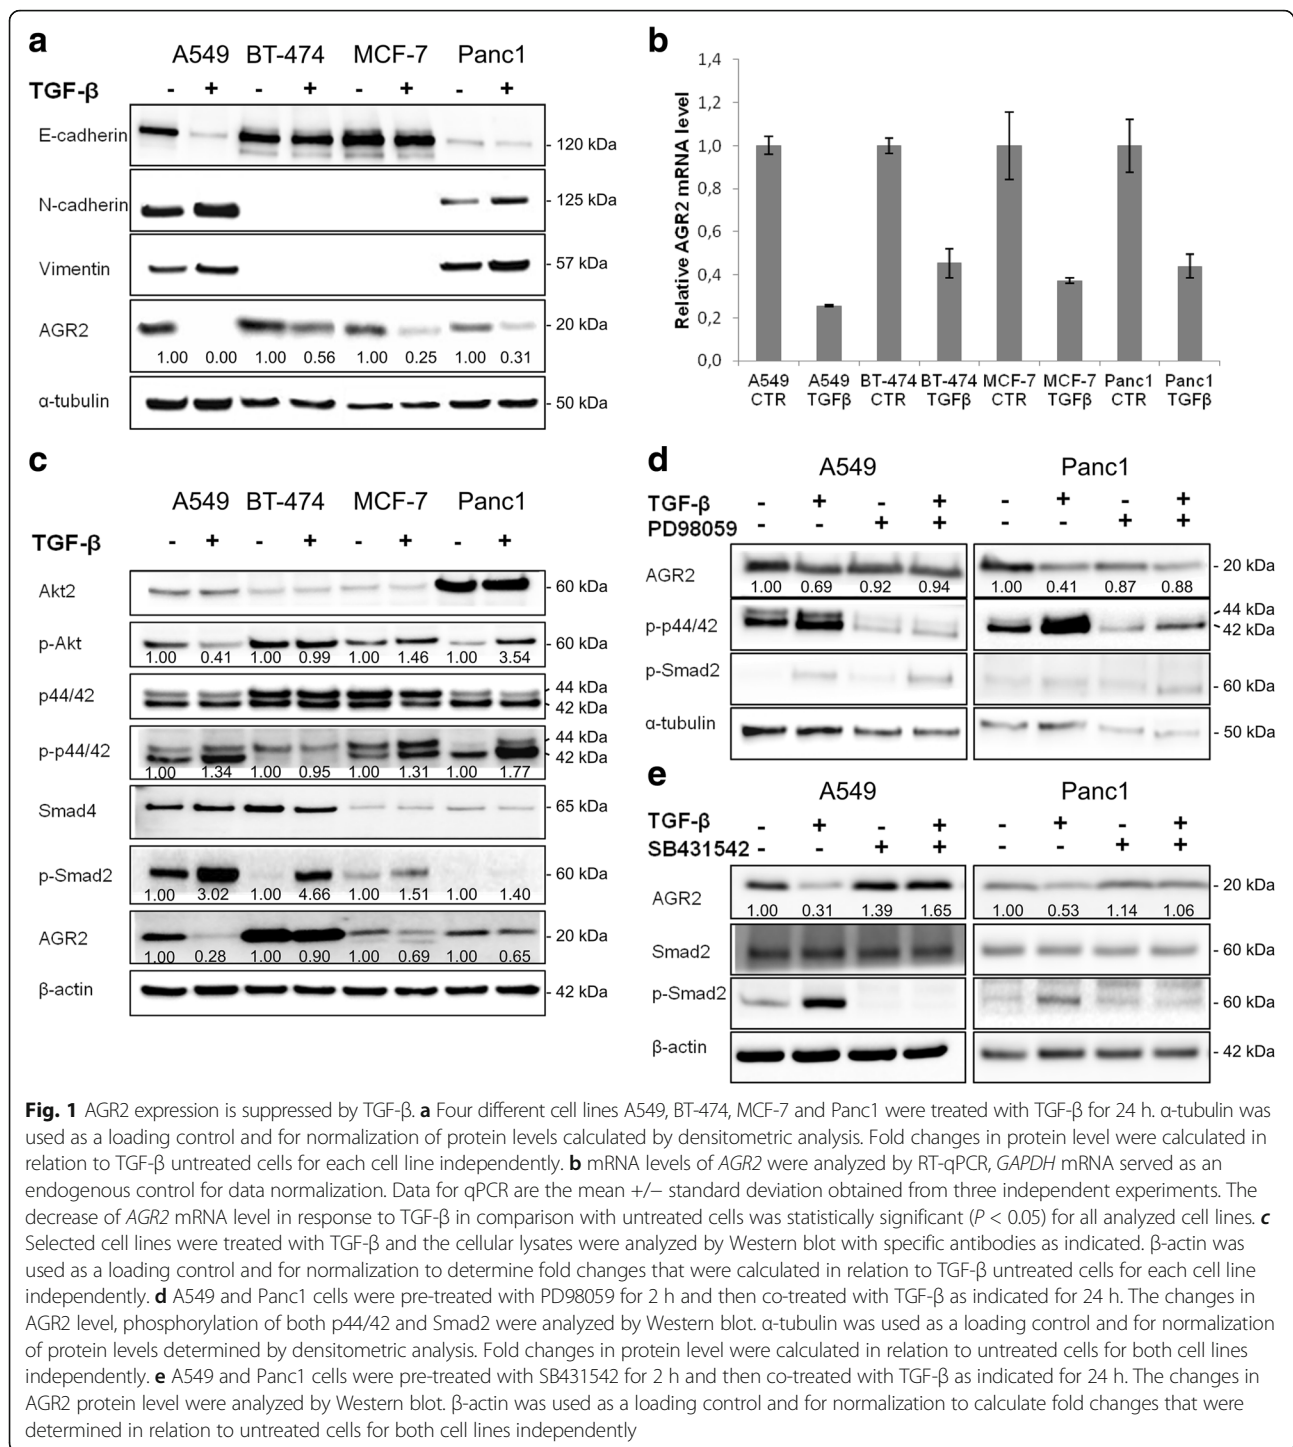 a
A549 BT-474 MCF-7 Panc1
TGF-β - + - + - + - +
E-cadherin - 120 kDa
N-cadherin - 125 kDa
Vimentin - 57 kDa
AGR2 - 20 kDa
1.00 0.00 1.00 0.56 1.00 0.25 1.00 0.31
α-tubulin - 50 kDa
b
Relative AGR2 mRNA level
1,4
1,2
1,0
0,8
0,6
0,4
0,2
0,0
A549 A549 BT-474 BT-474 MCF-7 MCF-7 Panc1 Panc1
CTR TGFβ CTR TGFβ CTR TGFβ CTR TGFβ
c
A549 BT-474 MCF-7 Panc1
TGF-β - + - + - + - +
Akt2 - 60 kDa
p-Akt - 60 kDa
1.00 0.41 1.00 0.99 1.00 1.46 1.00 3.54
p44/42 - 44 kDa
- 42 kDa
p-p44/42 - 44 kDa
- 42 kDa
1.00 1.34 1.00 0.95 1.00 1.31 1.00 1.77
Smad4 - 65 kDa
p-Smad2 - 60 kDa
1.00 3.02 1.00 4.66 1.00 1.51 1.00 1.40
AGR2 - 20 kDa
1.00 0.28 1.00 0.90 1.00 0.69 1.00 0.65
β-actin - 42 kDa
d
A549 Panc1
TGF-β - + - + - + - +
PD98059 - - + + - - + +
AGR2 - 20 kDa
1.00 0.69 0.92 0.94 1.00 0.41 0.87 0.88
p-p44/42 - 44 kDa
- 42 kDa
p-Smad2 - 60 kDa
α-tubulin - 50 kDa
e
A549 Panc1
TGF-β - + - + - + - +
SB431542 - - + + - - + +
AGR2 - 20 kDa
1.00 0.31 1.39 1.65 1.00 0.53 1.14 1.06
Smad2 - 60 kDa
p-Smad2 - 60 kDa
β-actin - 42 kDa
Fig. 1 AGR2 expression is suppressed by TGF-β. a Four different cell lines A549, BT-474, MCF-7 and Panc1 were treated with TGF-β for 24 h. α-tubulin was
used as a loading control and for normalization of protein levels calculated by densitometric analysis. Fold changes in protein level were calculated in
relation to TGF-β untreated cells for each cell line independently. b mRNA levels of AGR2 were analyzed by RT-qPCR, GAPDH mRNA served as an
endogenous control for data normalization. Data for qPCR are the mean +/− standard deviation obtained from three independent experiments. The
decrease of AGR2 mRNA level in response to TGF-β in comparison with untreated cells was statistically significant (P < 0.05) for all analyzed cell lines. c
Selected cell lines were treated with TGF-β and the cellular lysates were analyzed by Western blot with specific antibodies as indicated. β-actin was
used as a loading control and for normalization to determine fold changes that were calculated in relation to TGF-β untreated cells for each cell line
independently. d A549 and Panc1 cells were pre-treated with PD98059 for 2 h and then co-treated with TGF-β as indicated for 24 h. The changes in
AGR2 level, phosphorylation of both p44/42 and Smad2 were analyzed by Western blot. α-tubulin was used as a loading control and for normalization
of protein levels determined by densitometric analysis. Fold changes in protein level were calculated in relation to untreated cells for both cell lines
independently. e A549 and Panc1 cells were pre-treated with SB431542 for 2 h and then co-treated with TGF-β as indicated for 24 h. The changes in
AGR2 protein level were analyzed by Western blot. β-actin was used as a loading control and for normalization to calculate fold changes that were
determined in relation to untreated cells for both cell lines independently